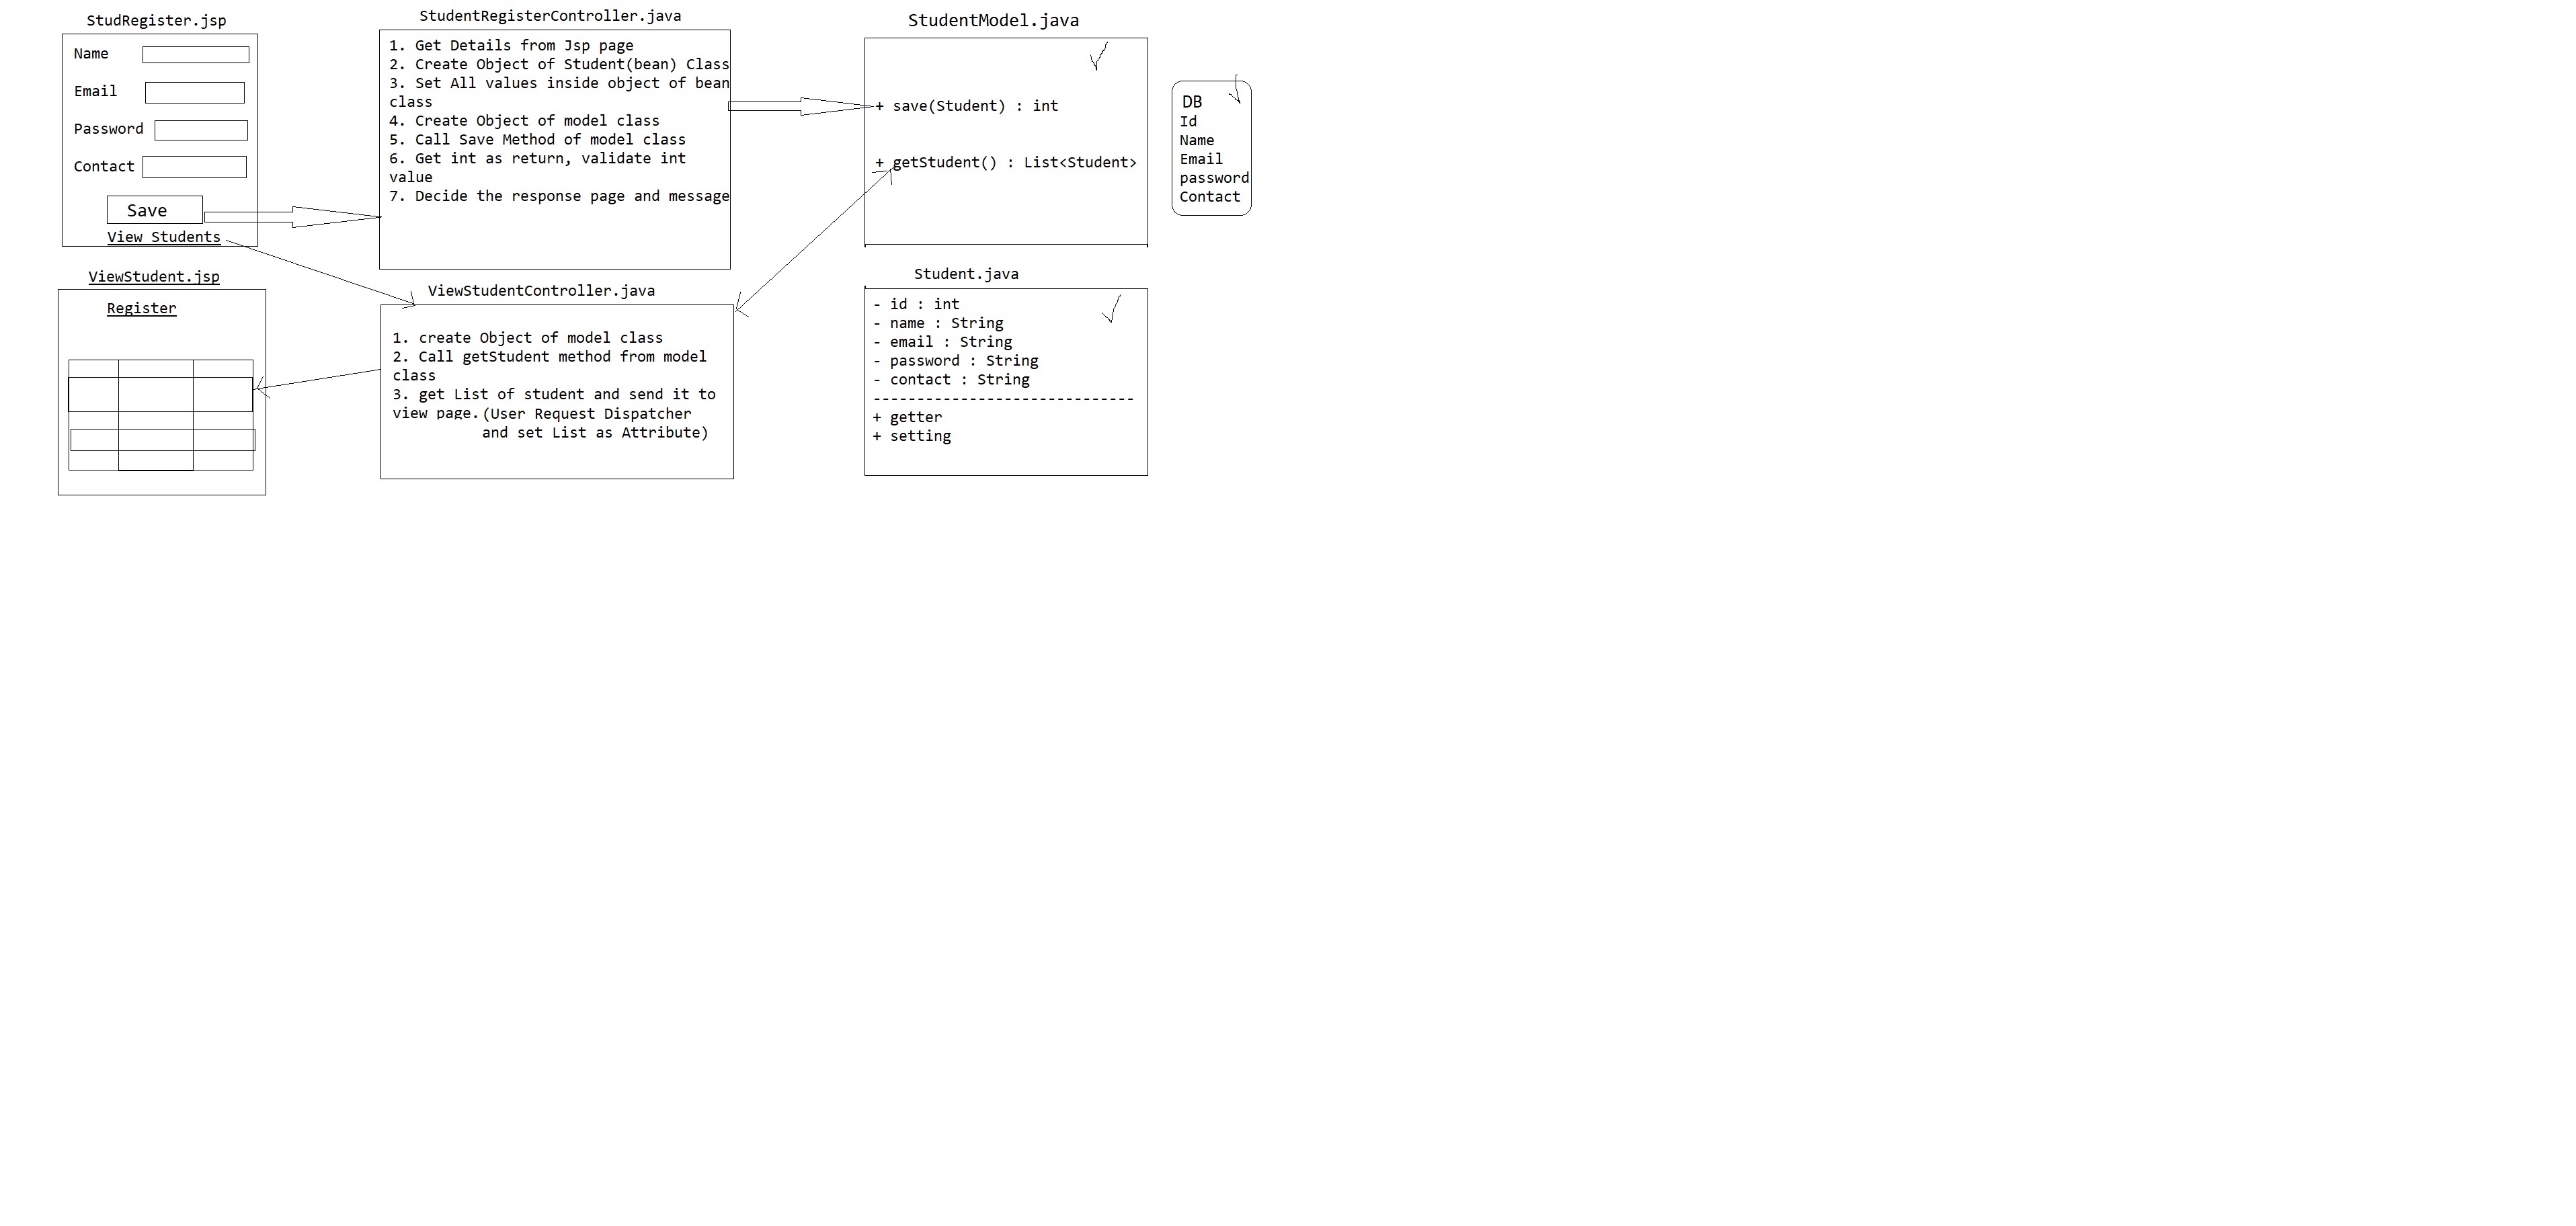 StudRegister.jsp
Name
Email
Password
Contact
Save
View Students
StudentRegisterController.java
1. Get Details from Jsp page
2. Create Object of Student(bean) Class
3. Set All values inside object of bean
class
4. Create Object of model class
5. Call Save Method of model class
6. Get int as return, validate int
value
7. Decide the response page and message
StudentModel.java
+ save(Student) : int
+ getStudent() : List<Student>
DB
Id
Name
Email
password
Contact
ViewStudent.jsp
Register
ViewStudentController.java
1. create Object of model class
2. Call getStudent method from model
class
3. get List of student and send it to
view page.(User Request Dispatcher
and set List as Attribute)
Student.java
- id : int
- name : String
- email : String
- password : String
- contact : String
------------------------------
+ getter
+ setting